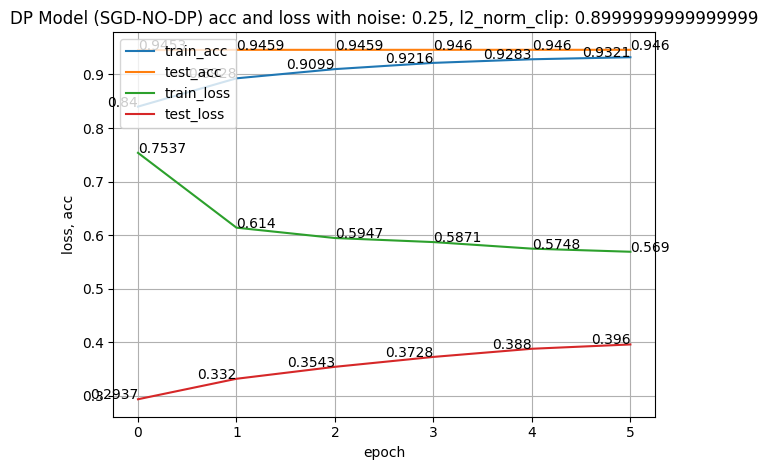 DP Model (SGD-NO-DP) acc and loss with noise: 0.25, l2_norm_clip: 0.8999999999999999
train_acc
test_acc
train_loss
test_loss
0.9453 0.9459 0.9459 0.946 0.946 0.946
0.84 0.9099 0.9216 0.9283 0.9321
0.7537 0.614 0.5947 0.5871 0.5748 0.569
0.2937 0.332 0.3543 0.3728 0.388 0.396
0.9
0.8
0.7
0.6
0.5
0.4
0.3
loss, acc
0 1 2 3 4 5
epoch